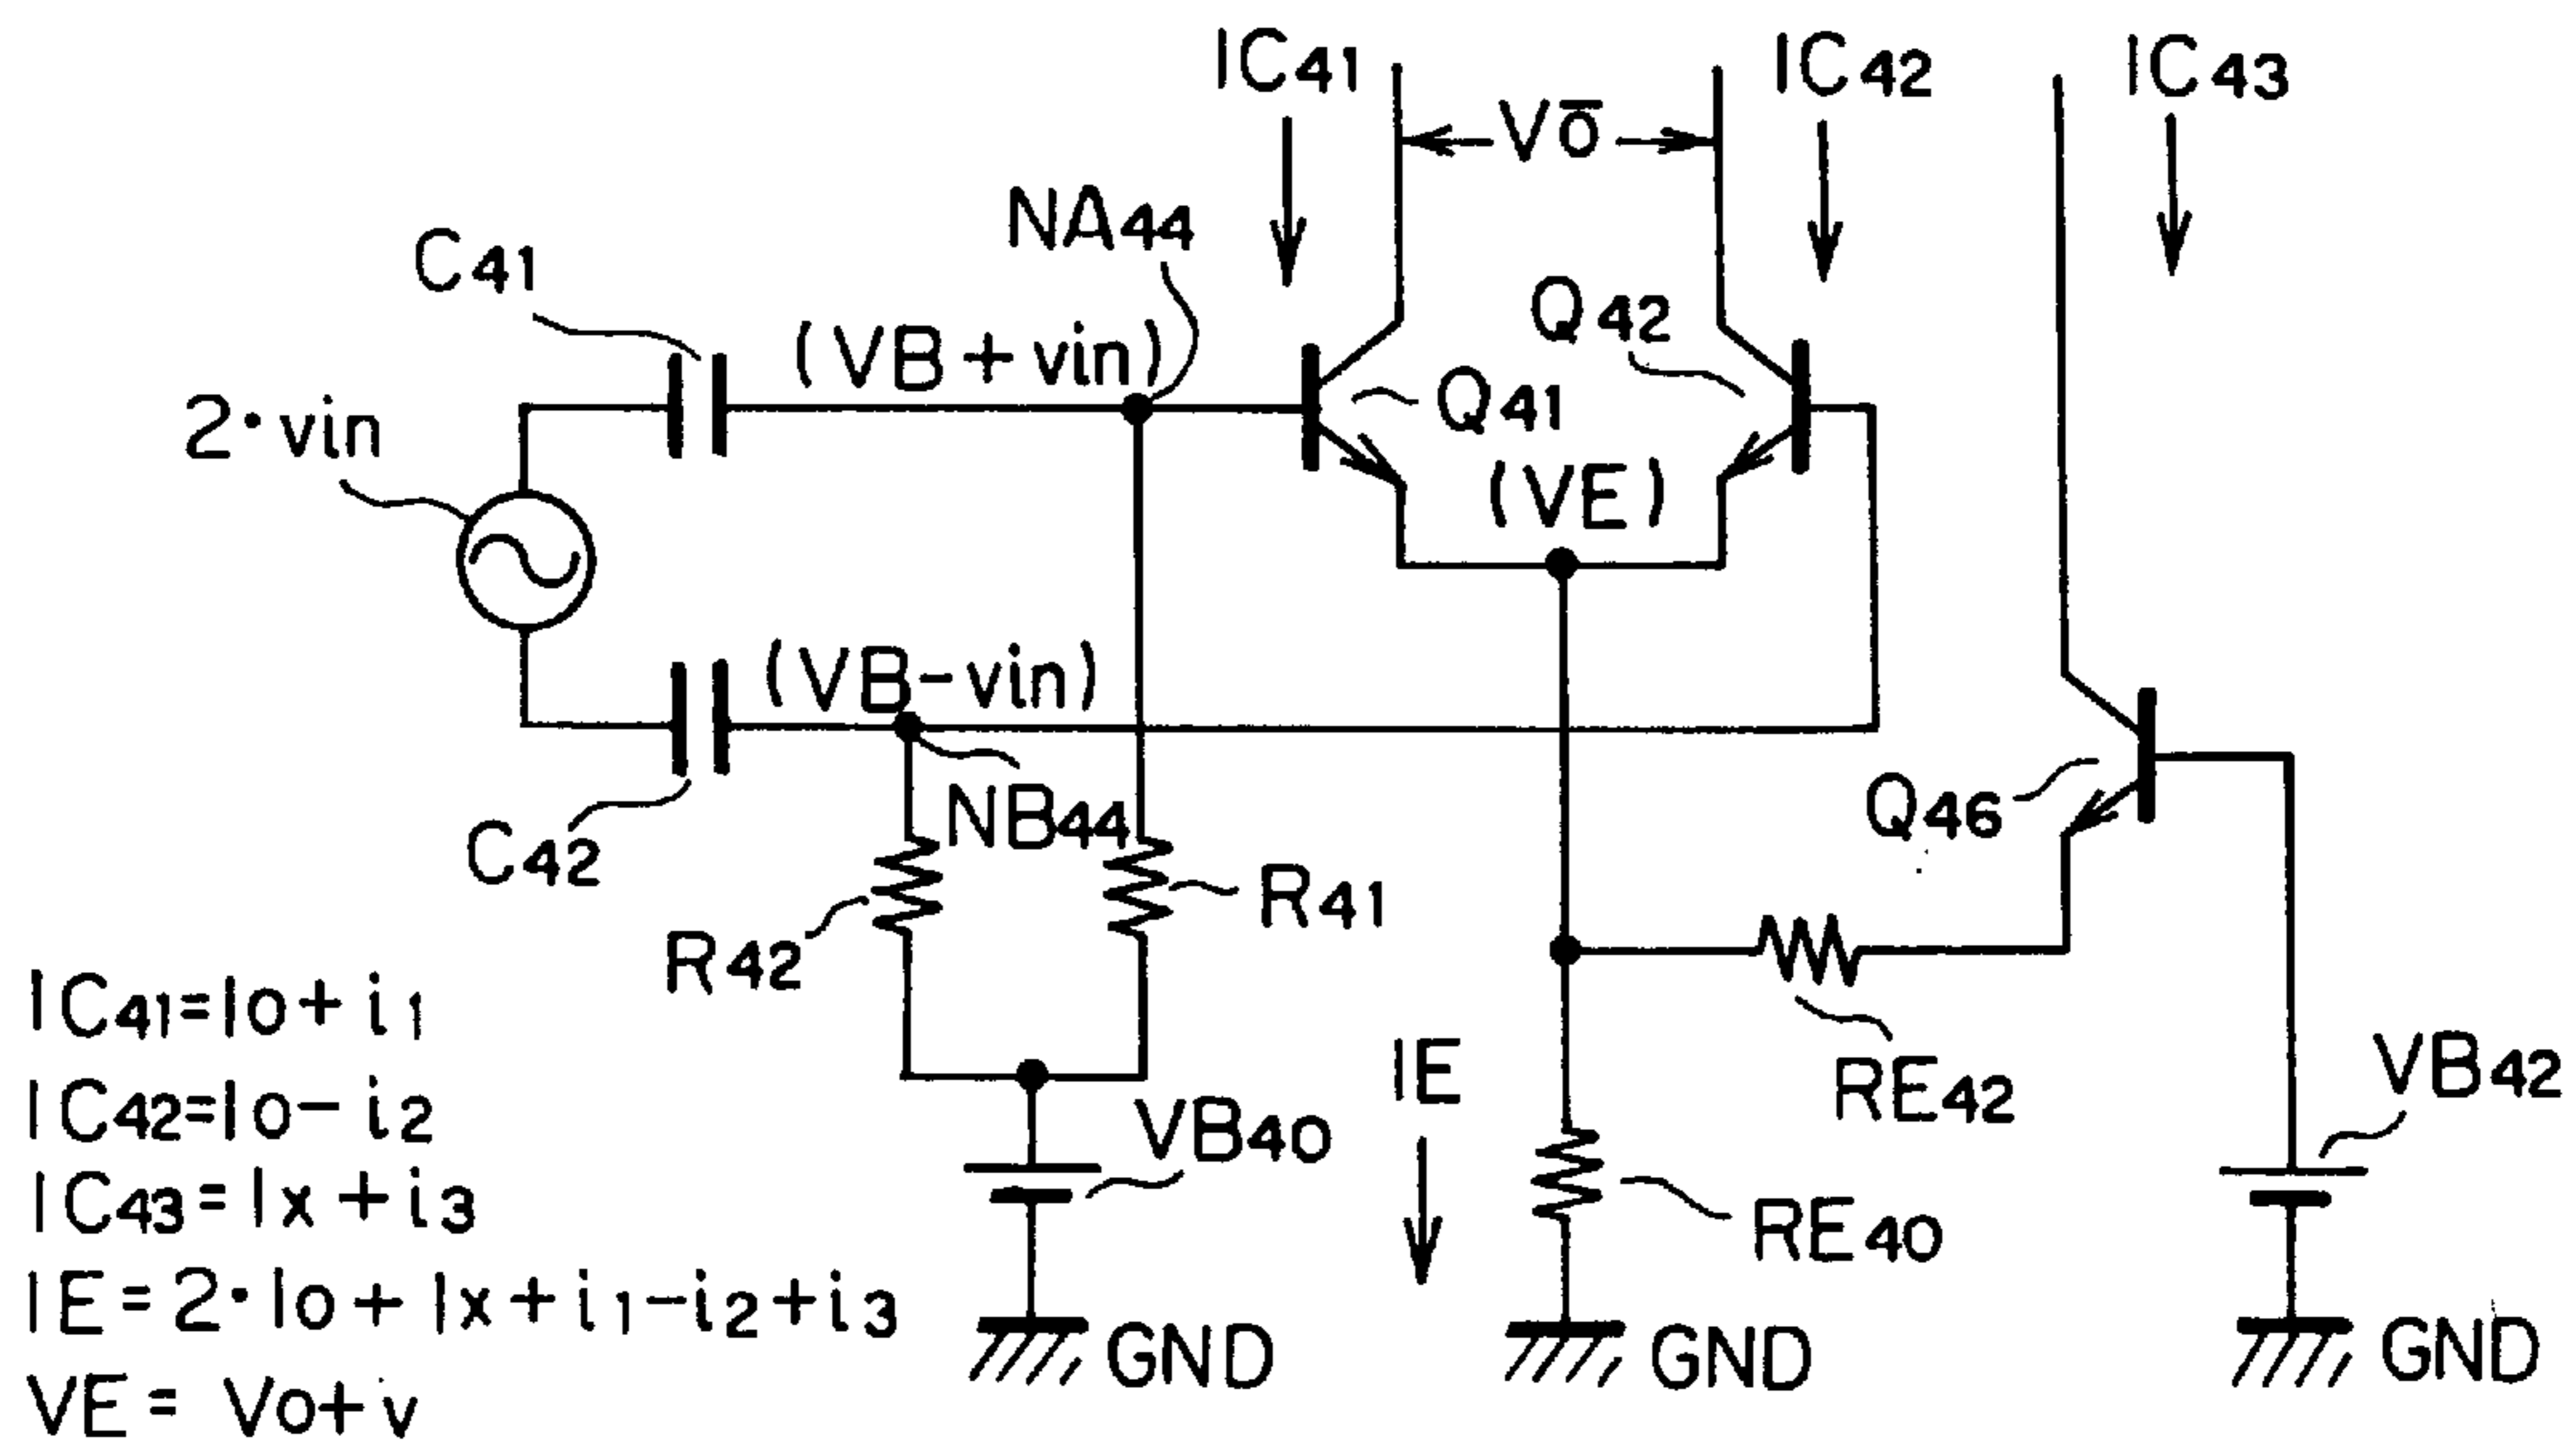 IC41
IC42
IC43
Vō
NA44
C41
(VB + vin)
Q42
Q41
2・vin
(VE)
(VB - vin)
NB44
Q46
C42
R41
R42
RE42
VB42
IE
VB40
RE40
GND
GND
GND
IC41=Io+i1
IC42=Io-i2
IC43=Ix+i3
IE=2・Io+Ix+i1-i2+i3
VE= Vo+v